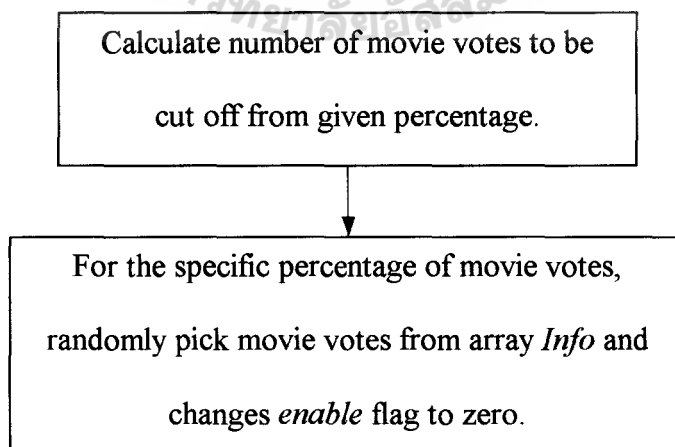 Calculate number of movie votes to be
cut off from given percentage.
For the specific percentage of movie votes,
randomly pick movie votes from array Info and
changes enable flag to zero.